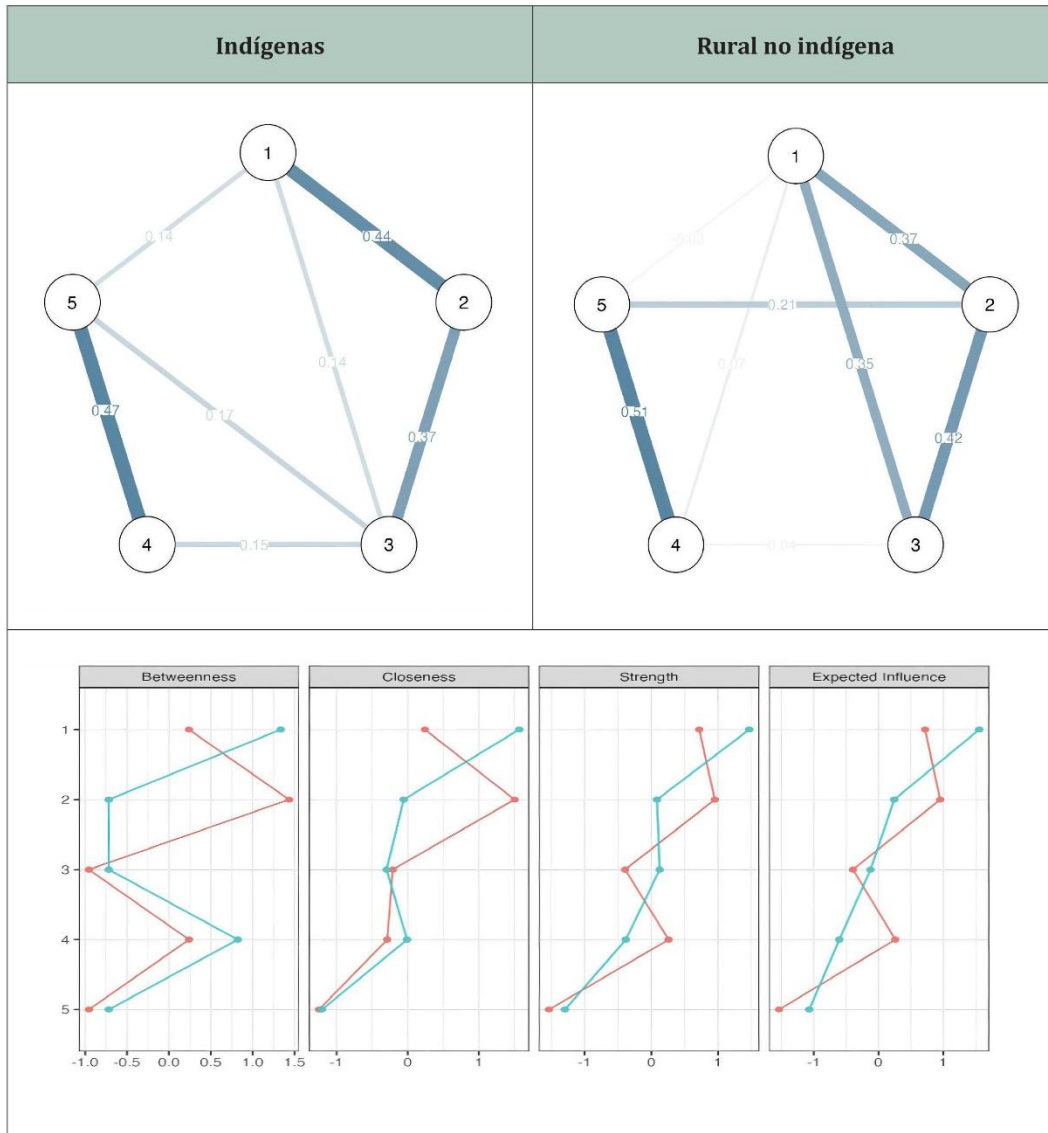 Indígenas
Rural no indígena
1
0.14
0.44
5
2
0.14
0.17
0.47
0.37
4
0.15
3
1
0.37
5
0.21
2
0.07
0.35
0.51
0.42
4
0.04
3
Betweenness
Closeness
Strength
Expected Influence
1
2
3
4
5
-1.0 -0.5 0.0 0.5 1.0 1.5
-1 0 1
-1 0 1
-1 0 1